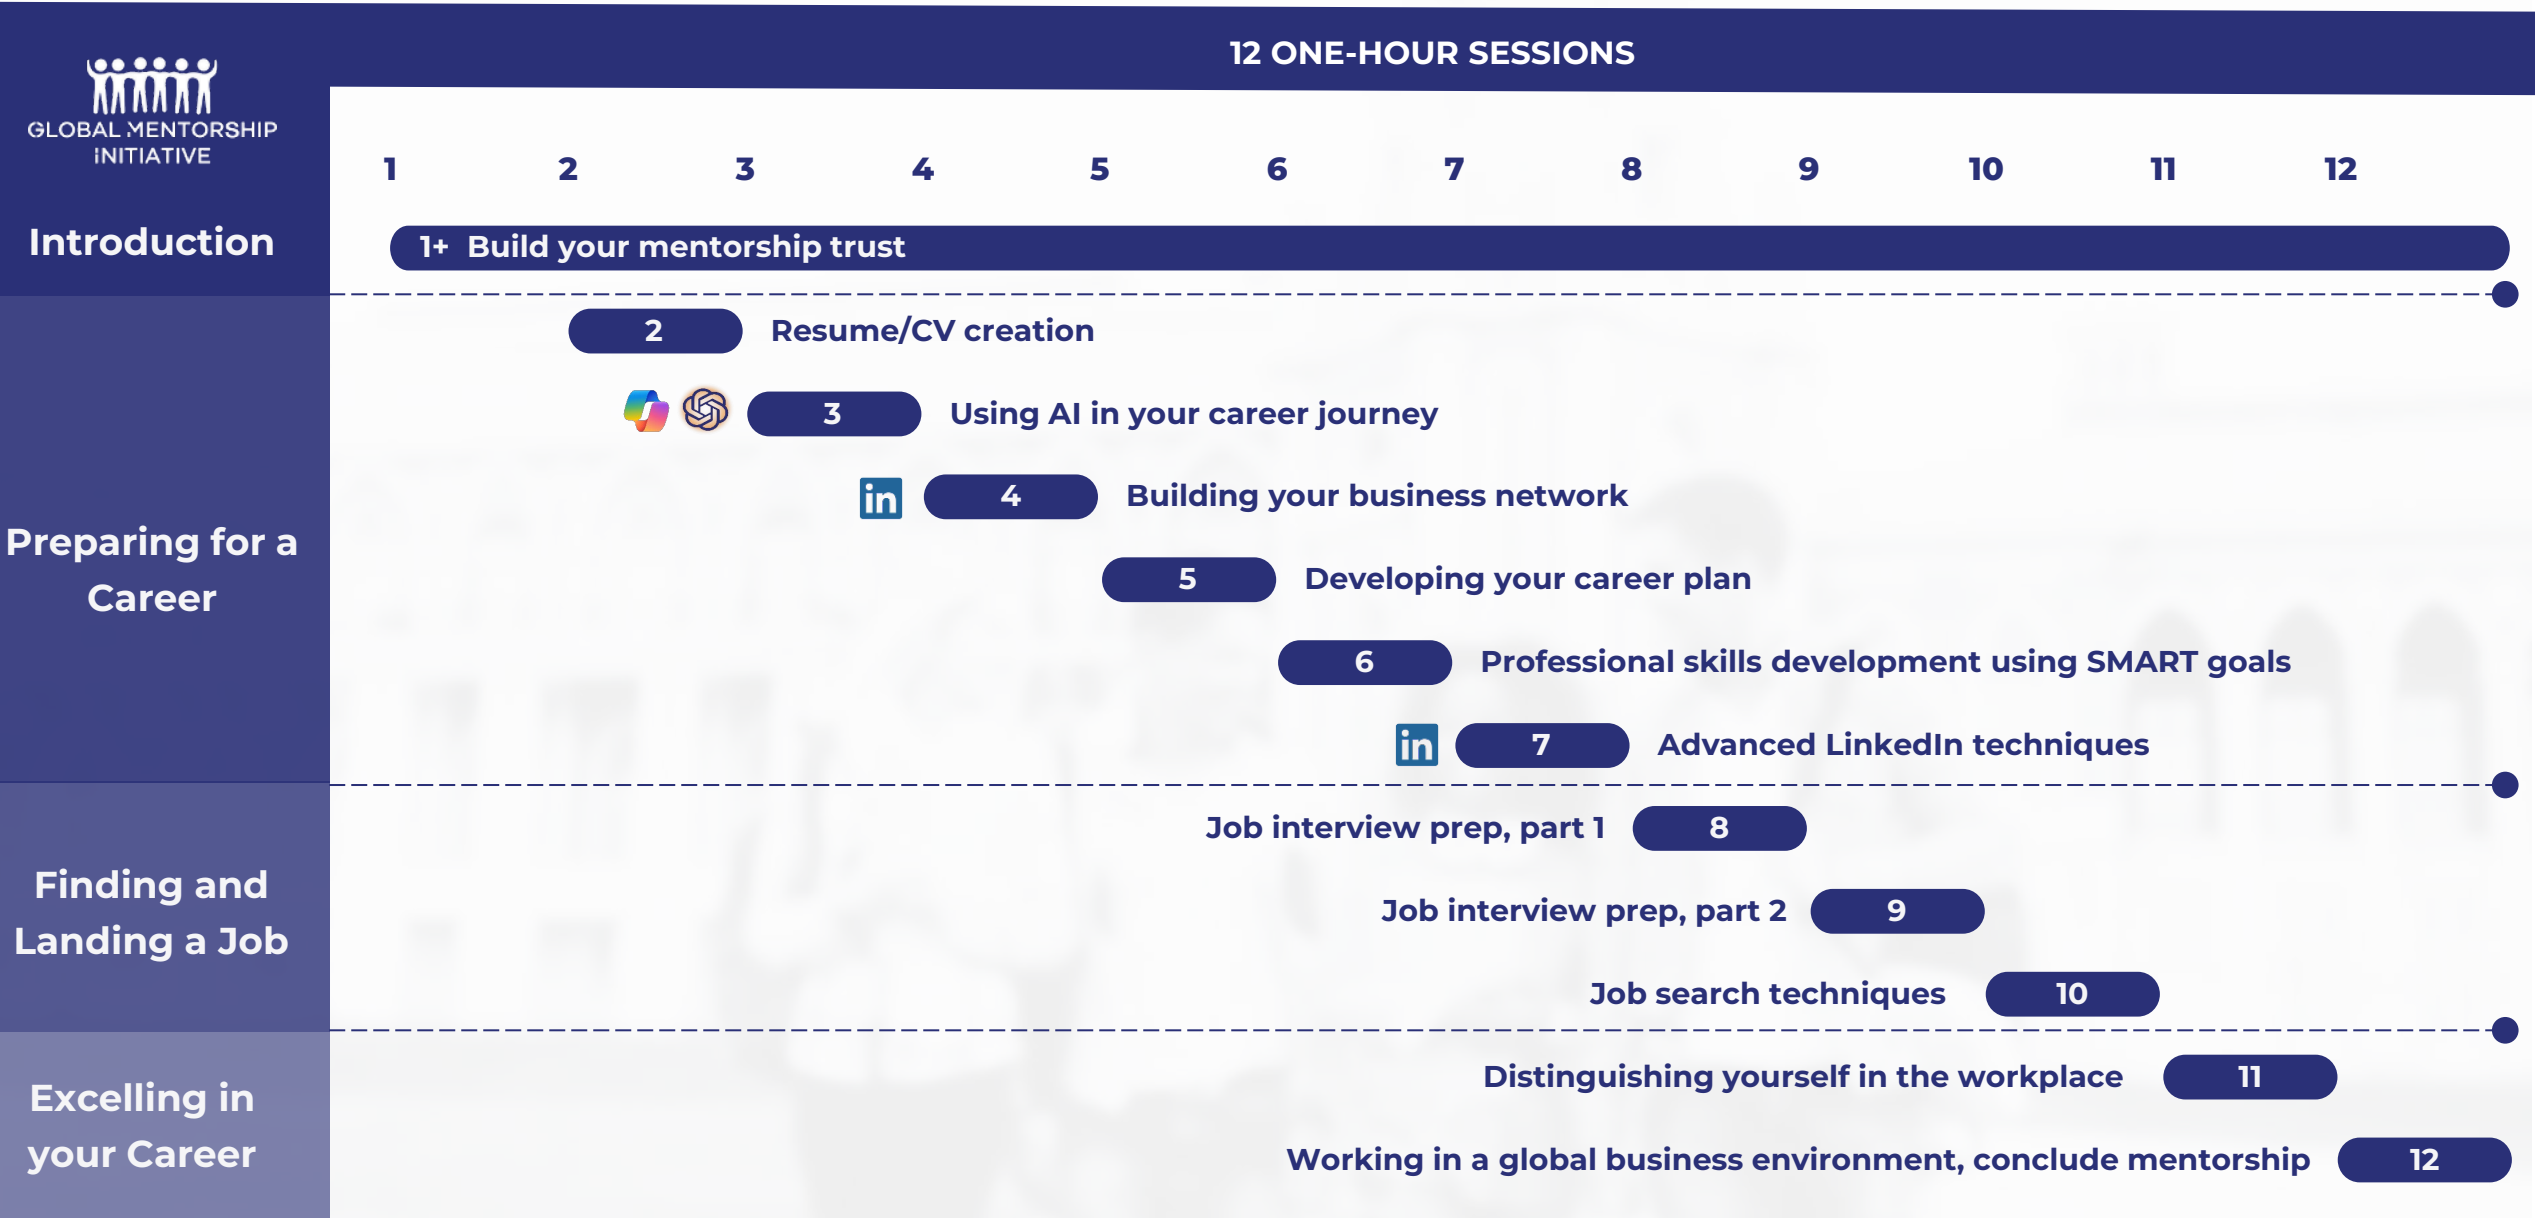 12 ONE-HOUR SESSIONS
GLOBAL MENTORSHIP
INITIATIVE
1 2 3 4 5 6 7 8 9 10 11 12
Introduction
1+ Build your mentorship trust
Preparing for a
Career
2 Resume/CV creation
3 Using AI in your career journey
in 4 Building your business network
5 Developing your career plan
6 Professional skills development using SMART goals
in 7 Advanced LinkedIn techniques
Finding and
Landing a Job
Job interview prep, part 1 8
Job interview prep, part 2 9
Job search techniques 10
Excelling in
your Career
Distinguishing yourself in the workplace 11
Working in a global business environment, conclude mentorship 12